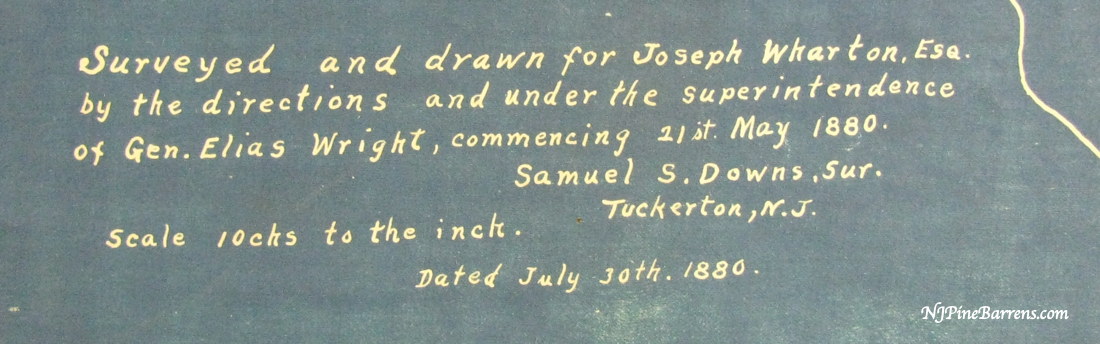 Surveyed and drawn for Joseph Wharton, Esq.
by the directions and under the superintendence
of Gen. Elias Wright, commencing 21st. May 1880.
Samuel S. Downs, Sur.
Tuckerton, N.J.
Scale 10chs to the inch.
Dated July 30th. 1880.
NJPineBarrens.com